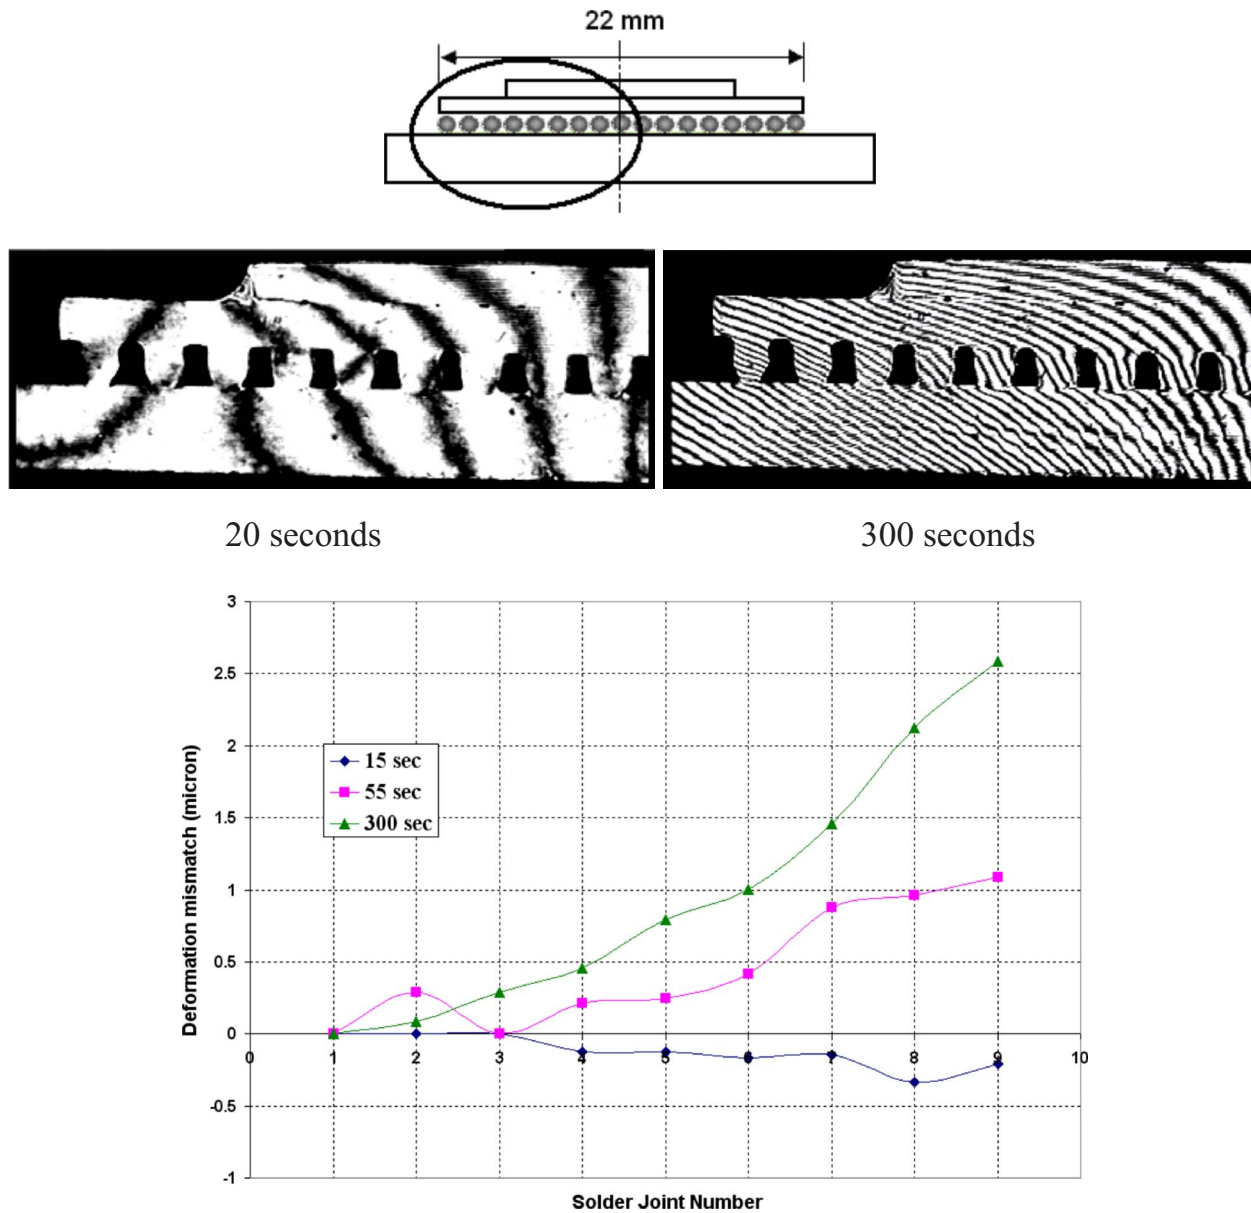 22 mm
20 seconds
300 seconds
3
2.5
2
1.5
1
0.5
0
-0.5
-1
Deformation mismatch (micron)
15 sec
55 sec
300 sec
0 1 2 3 4 5 6 7 8 9 10
Solder Joint Number